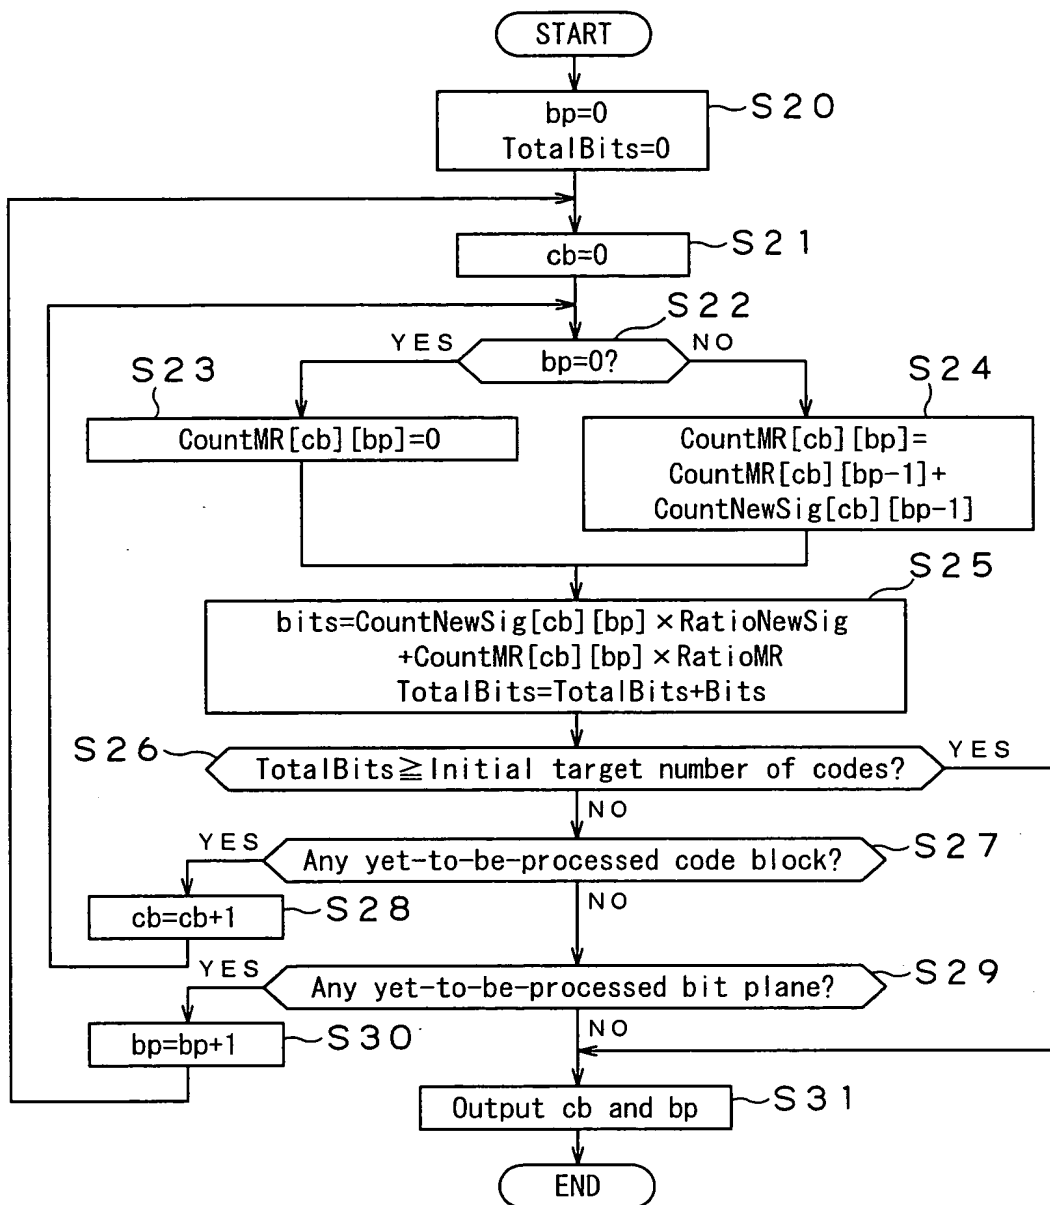 START
bp=0
TotalBits=0
S20
cb=0
S21
S22
YES
bp=0?
NO
S23
CountMR[cb][bp]=0
S24
CountMR[cb][bp]=
CountMR[cb][bp-1]+
CountNewSig[cb][bp-1]
S25
bits=CountNewSig[cb][bp]×RatioNewSig
+CountMR[cb][bp]×RatioMR
TotalBits=TotalBits+Bits
S26
TotalBits≧Initial target number of codes?
YES
NO
YES
Any yet-to-be-processed code block?
S27
NO
cb=cb+1
S28
YES
Any yet-to-be-processed bit plane?
S29
NO
bp=bp+1
S30
Output cb and bp
S31
END